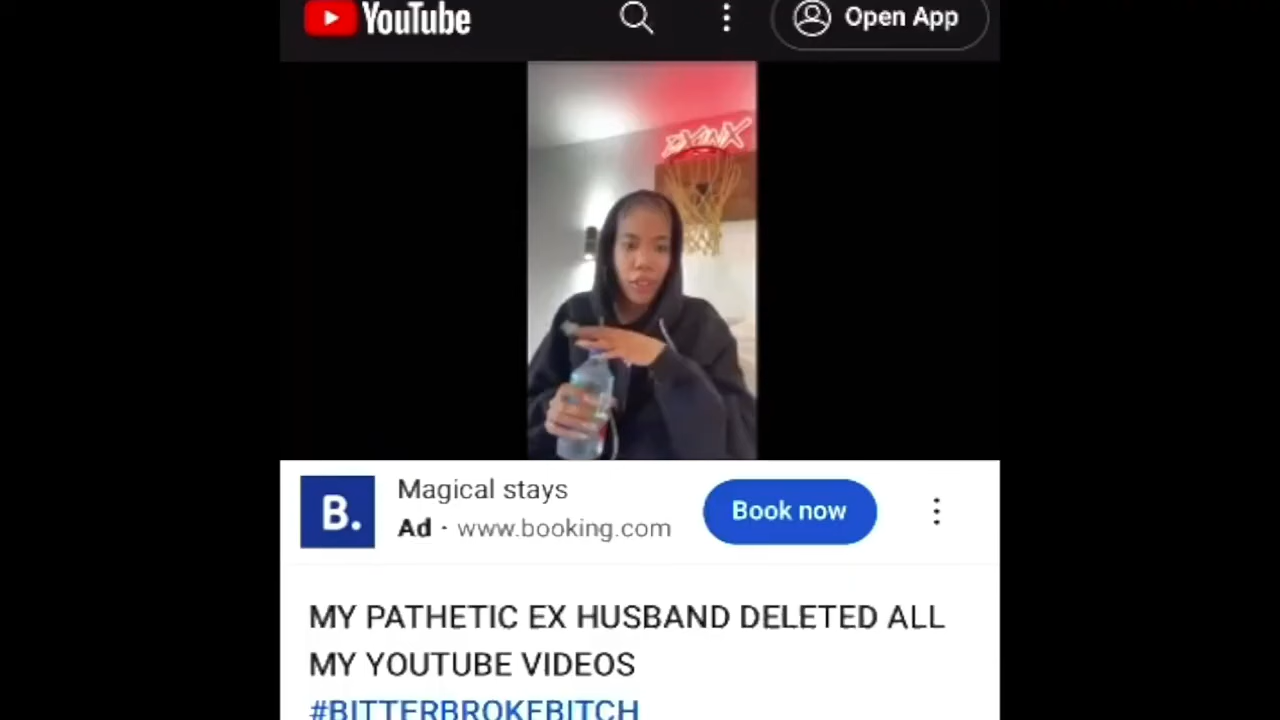 YouTube
Open App
Magical stays
B.
Book now
Ad · www.booking.com
MY PATHETIC EX HUSBAND DELETED ALL
MY YOUTUBE VIDEOS
#BITTERBROKEBITCH